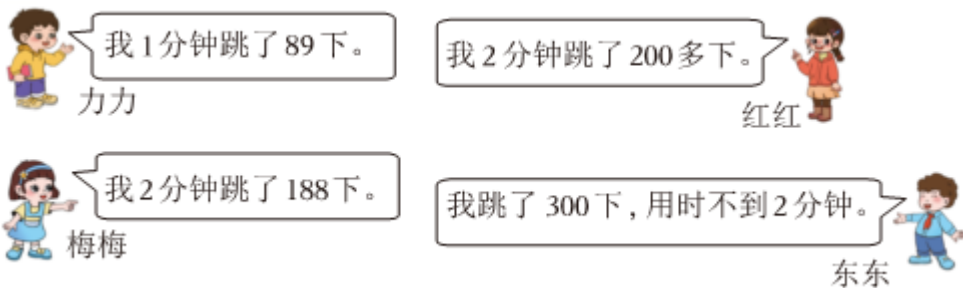 我1分钟跳了89下。
力力
我2分钟跳了200多下。
红红
我2分钟跳了188下。
梅梅
我跳了300下,用时不到2分钟。
东东